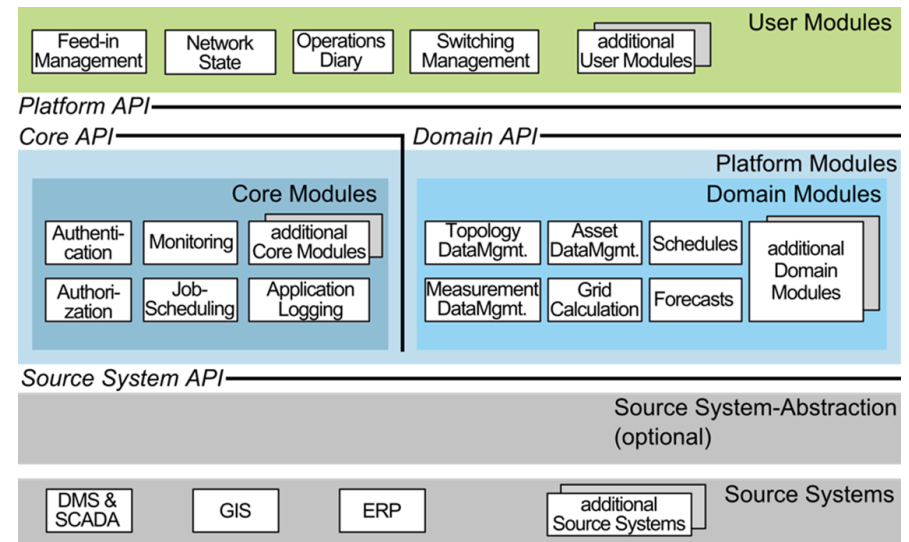 User Modules
Feed-in
Management
Network
State
Operations
Diary
Switching
Management
additional
User Modules
Platform API
Core API
Domain API
Platform Modules
Core Modules
Domain Modules
Authenti-
cation
Monitoring
additional
Core Modules
Authori-
zation
Job-
Scheduling
Application
Logging
Topology
DataMgmt.
Asset
DataMgmt.
Schedules
additional
Domain
Modules
Measurement
DataMgmt.
Grid
Calculation
Forecasts
Source System API
Source System-Abstraction
(optional)
Source Systems
DMS &
SCADA
GIS
ERP
additional
Source Systems